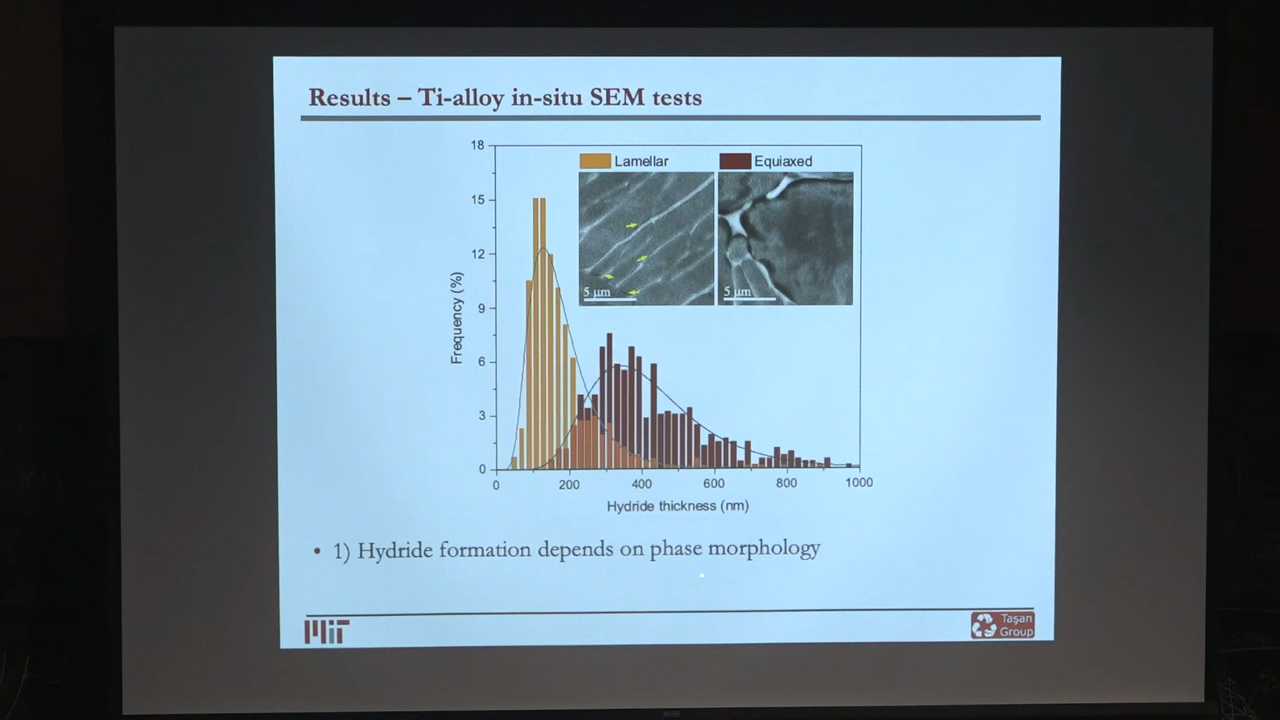 Results – Ti-alloy in-situ SEM tests
18
15
12
9
6
3
0
Frequency (%)
Lamellar
Equiaxed
5 μm
5 μm
0
200
400
600
800
1000
Hydride thickness (nm)
• 1) Hydride formation depends on phase morphology
MIT
Taşan
Group